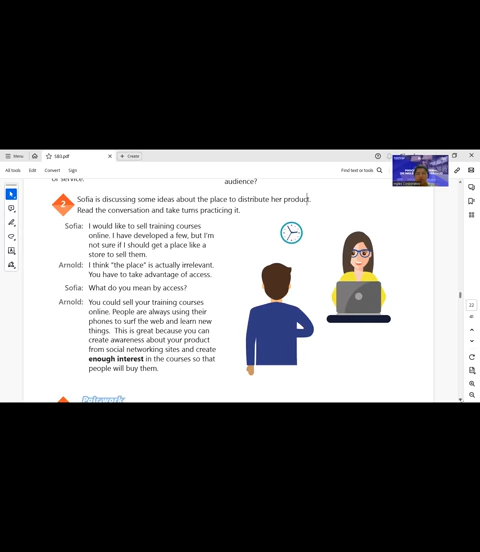 Menu
SB3.pdf
Create
All tools
Edit
Convert
Sign
Find text or tools
or service.
audience?
2
Sofia is discussing some ideas about the place to distribute her product.
Read the conversation and take turns practicing it.
Sofia: I would like to sell training courses
online. I have developed a few, but I'm
not sure if I should get a place like a
store to sell them.
Arnold: I think "the place" is actually irrelevant.
You have to take advantage of access.
Sofia: What do you mean by access?
Arnold: You could sell your training courses
online. People are always using their
phones to surf the web and learn new
things. This is great because you can
create awareness about your product
from social networking sites and create
enough interest in the courses so that
people will buy them.
22